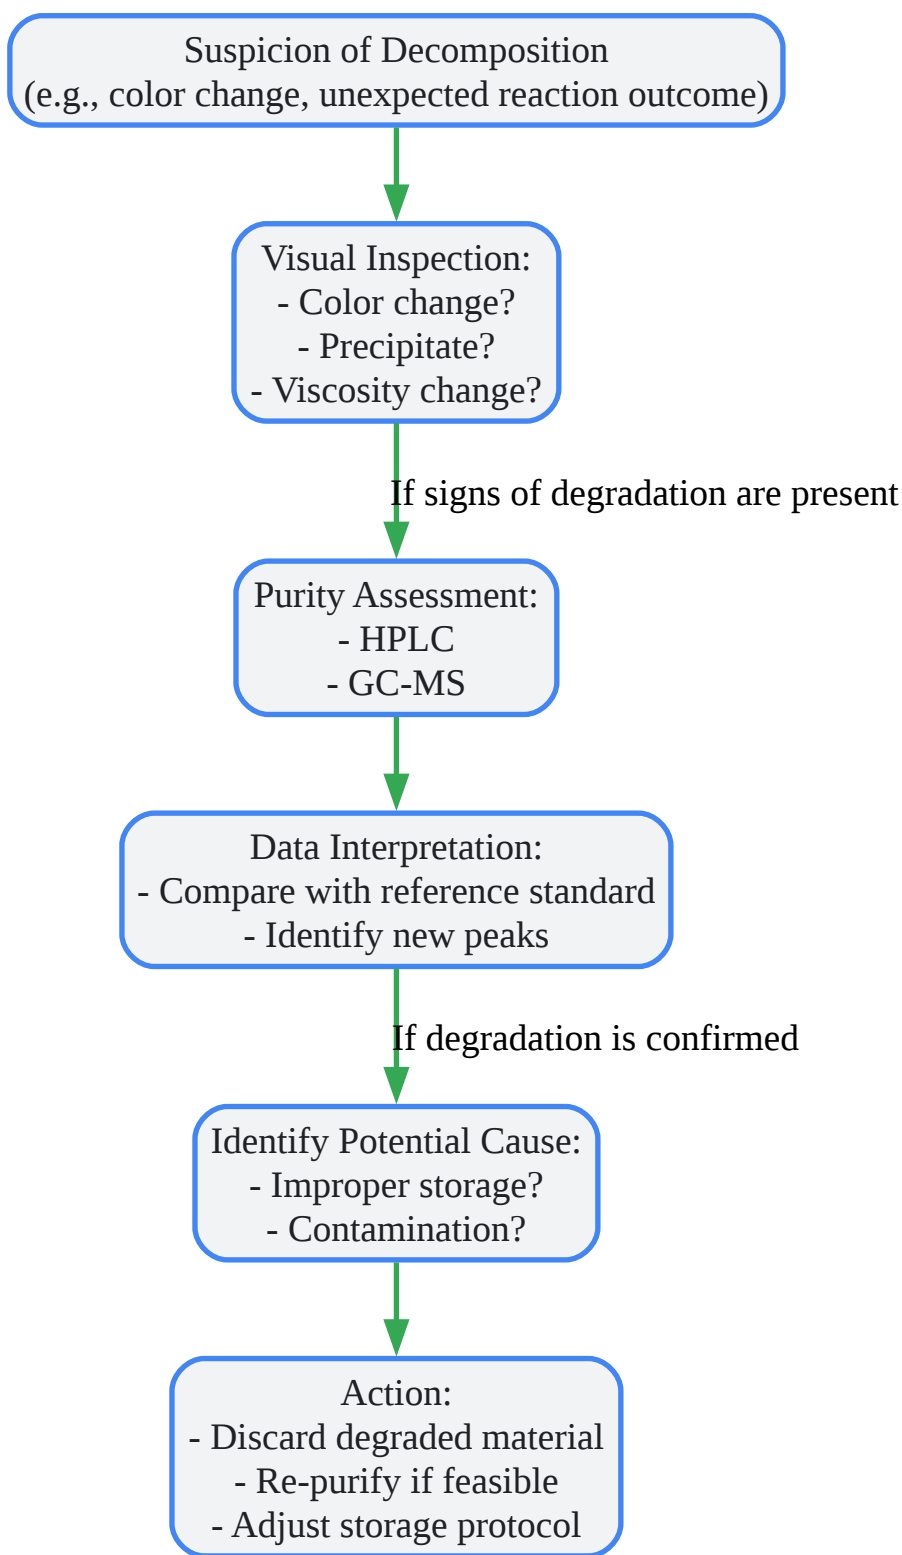 Suspicion of Decomposition
(e.g., color change, unexpected reaction outcome)
Visual Inspection:
- Color change?
- Precipitate?
- Viscosity change?
If signs of degradation are present
Purity Assessment:
- HPLC
- GC-MS
Data Interpretation:
- Compare with reference standard
- Identify new peaks
If degradation is confirmed
Identify Potential Cause:
- Improper storage?
- Contamination?
Action:
- Discard degraded material
- Re-purify if feasible
- Adjust storage protocol